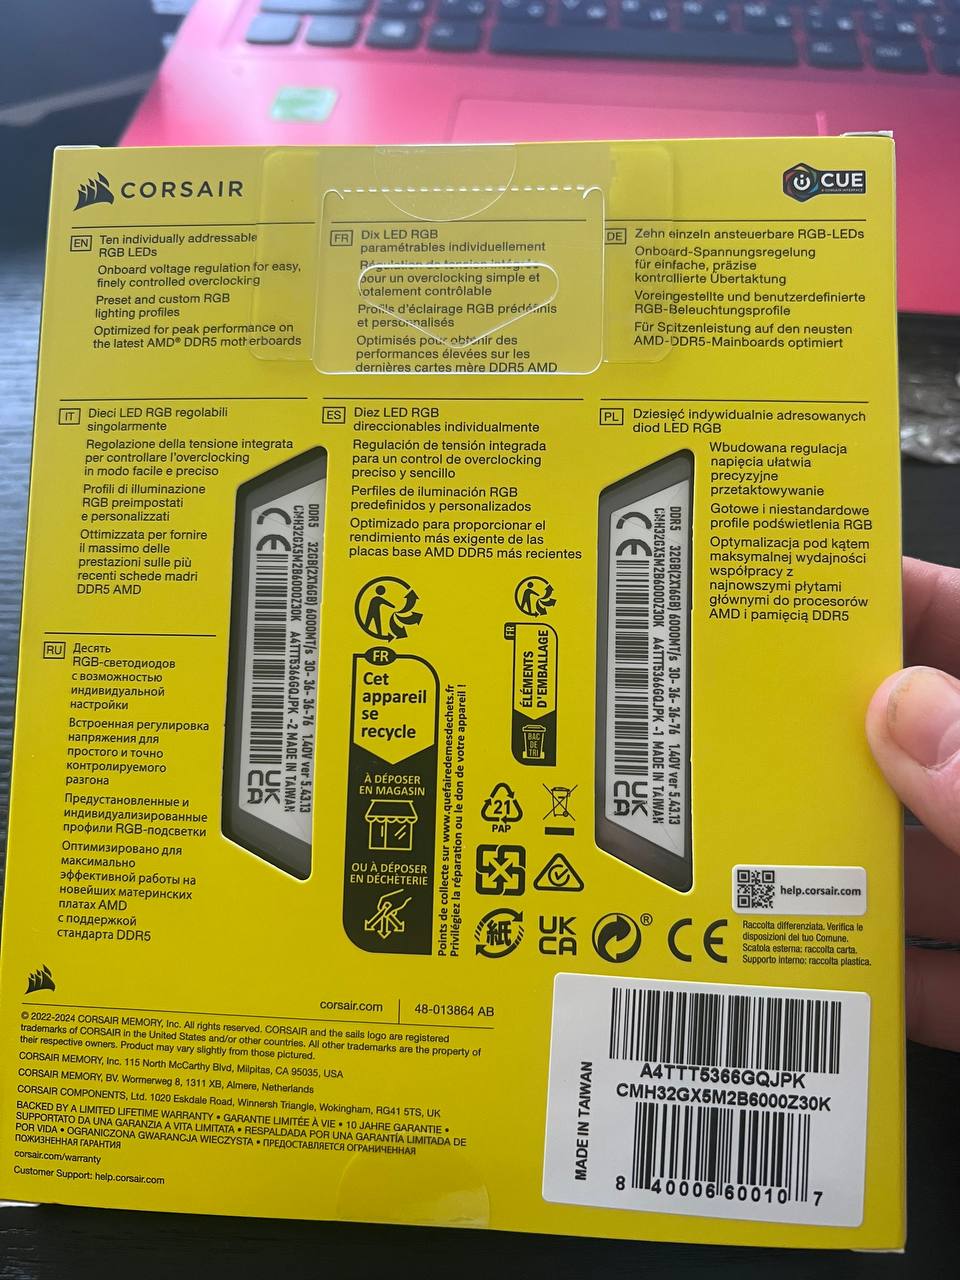 CORSAIR
iCUE
A CORSAIR INTERFACE
EN
Ten individually addressable
RGB LEDs
Onboard voltage regulation for easy,
finely controlled overclocking
Preset and custom RGB
lighting profiles
Optimized for peak performance on
the latest AMD® DDR5 motherboards
FR
Dix LED RGB
paramétrables individuellement
Régulation de tension intégrée
pour un overclocking simple et
totalement contrôlable
Profils d'éclairage RGB prédéfinis
et personnalisés
Optimisés pour obtenir des
performances élevées sur les
dernières cartes mère DDR5 AMD
DE
Zehn einzeln ansteuerbare RGB-LEDs
Onboard-Spannungsregelung
für einfache, präzise
kontrollierte Übertaktung
Voreingestellte und benutzerdefinierte
RGB-Beleuchtungsprofile
Für Spitzenleistung auf den neusten
AMD-DDR5-Mainboards optimiert
IT
Dieci LED RGB regolabili
singolarmente
Regolazione della tensione integrata
per controllare l'overclocking
in modo facile e preciso
Profili di illuminazione
RGB preimpostati
e personalizzati
Ottimizzata per fornire
il massimo delle
prestazioni sulle più
recenti schede madri
DDR5 AMD
ES
Diez LED RGB
direccionables individualmente
Regulación de tensión integrada
para un control de overclocking
preciso y sencillo
Perfiles de iluminación RGB
predefinidos y personalizados
Optimizado para proporcionar el
rendimiento más exigente de las
placas base AMD DDR5 más recientes
PL
Dziesięć indywidualnie adresowanych
diod LED RGB
Wbudowana regulacja
napięcia ułatwia
precyzyjne
przetaktowywanie
Gotowe i niestandardowe
profile podświetlenia RGB
Optymalizacja pod kątem
maksymalnej wydajności
współpracy z
najnowszymi płytami
głównymi do procesorów
AMD i pamięcią DDR5
RU
Десять
RGB-светодиодов
с возможностью
индивидуальной
настройки
Встроенная регулировка
напряжения для
простого и точно
контролируемого
разгона
Предустановленные и
индивидуализированные
профили RGB-подсветки
Оптимизировано для
максимально
эффективной работы на
новейших материнских
платах AMD
с поддержкой
стандарта DDR5
DDR5 32GB(2X16GB) 6000MT/s 30-36-36-76 1.40V ver 5.43.13
CMH32GX5M2B6000Z30K A4TTT5366GQJPK -2 MADE IN TAIWAN
CE
UK
CA
DDR5 32GB(2X16GB) 6000MT/s 30-36-36-76 1.40V ver 5.43.13
CMH32GX5M2B6000Z30K A4TTT5366GQJPK -1 MADE IN TAIWAN
CE
UK
CA
FR
Cet
appareil
se
recycle
À DÉPOSER
EN MAGASIN
OU À DÉPOSER
EN DÉCHÈTERIE
Points de collecte sur www.quefairedemesdechets.fr
Privilégiez la réparation ou le don de votre appareil !
FR
ÉLÉMENTS
D'EMBALLAGE
BAC
DE
TRI
21
PAP
紙
UK
CA
®
CE
help.corsair.com
Raccolta differenziata. Verifica le
disposizioni del tuo Comune.
Scatola esterna: raccolta carta.
Supporto interno: raccolta plastica.
corsair.com
48-013864 AB
© 2022-2024 CORSAIR MEMORY, Inc. All rights reserved. CORSAIR and the sails logo are registered
trademarks of CORSAIR in the United States and/or other countries. All other trademarks are the property of
their respective owners. Product may vary slightly from those pictured.
CORSAIR MEMORY, Inc. 115 North McCarthy Blvd, Milpitas, CA 95035, USA
CORSAIR MEMORY, BV. Wormerweg 8, 1311 XB, Almere, Netherlands
CORSAIR COMPONENTS, Ltd. 1020 Eskdale Road, Winnersh Triangle, Wokingham, RG41 5TS, UK
BACKED BY A LIMITED LIFETIME WARRANTY • GARANTIE LIMITÉE À VIE • 10 JAHRE GARANTIE •
SUPPORTATO DA UNA GARANZIA A VITA LIMITATA • RESPALDADA POR UNA GARANTÍA LIMITADA DE
POR VIDA • OGRANICZONA GWARANCJA WIECZYSTA • ПРЕДОСТАВЛЯЕТСЯ ОГРАНИЧЕННАЯ
ПОЖИЗНЕННАЯ ГАРАНТИЯ
corsair.com/warranty
Customer Support: help.corsair.com
MADE IN TAIWAN
A4TTT5366GQJPK
CMH32GX5M2B6000Z30K
8 40006 60010 7